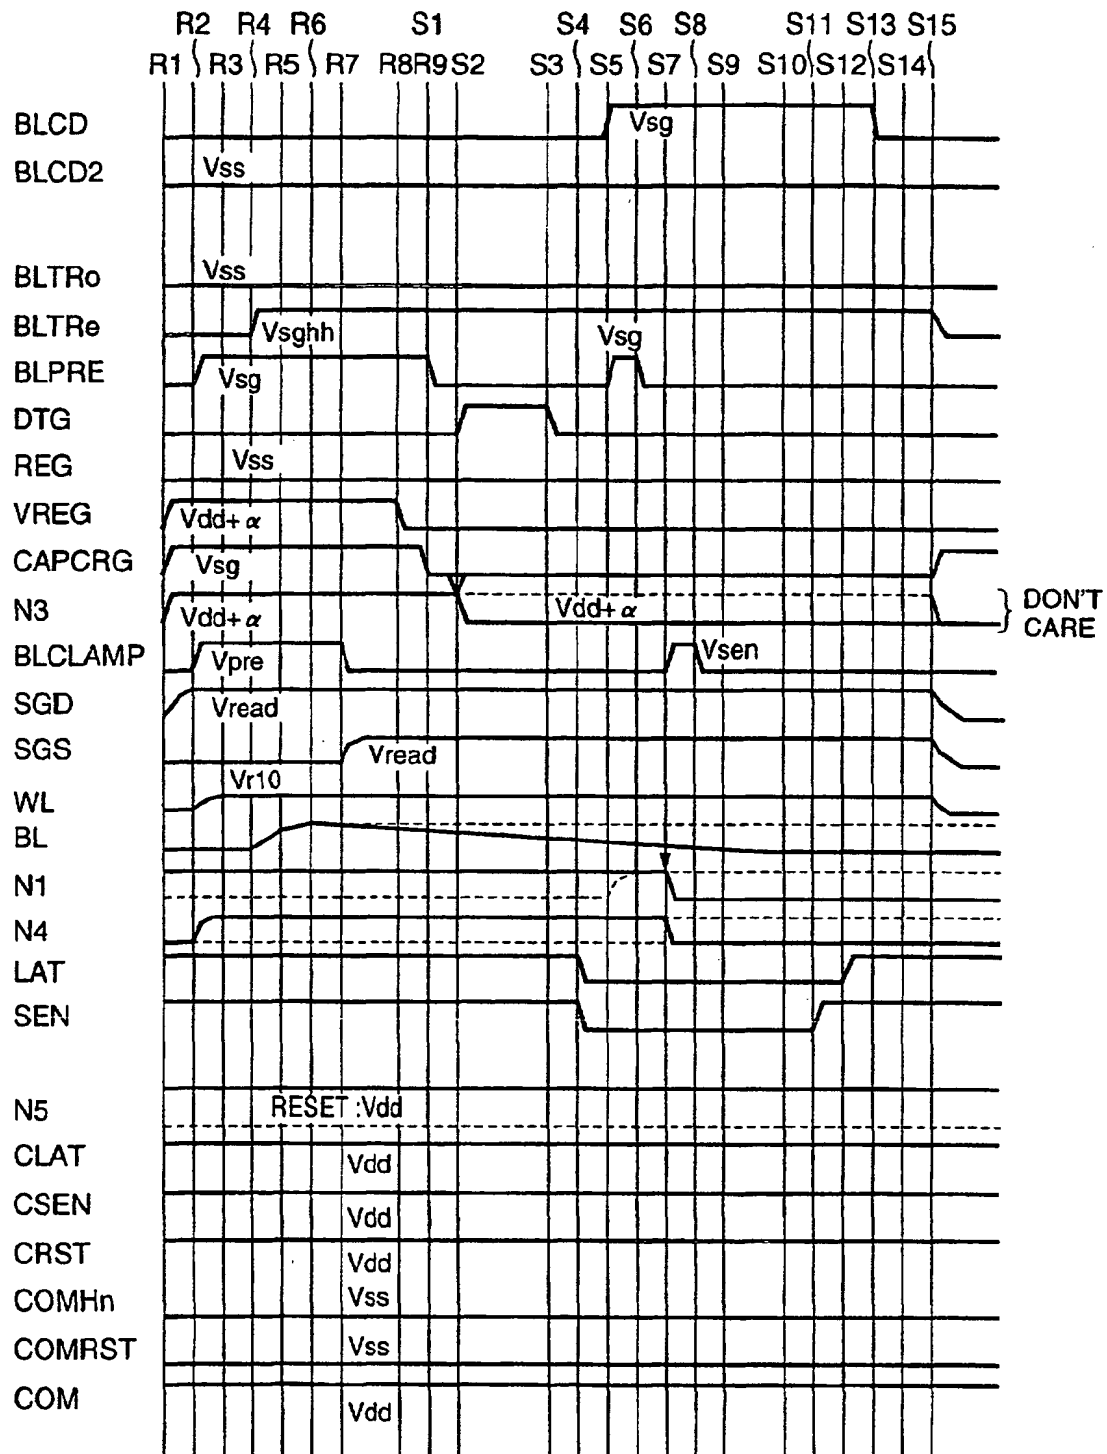 R2 R4 R6 S1 S4 S6 S8 S11 S13 S15
R1 R3 R5 R7 R8R9 S2 S3 S5 S7 S9 S10 S12 S14
BLCD Vsg
BLCD2 Vss
BLTRo Vss
BLTRe Vsghh
BLPRE Vsg Vsg
DTG
REG Vss
VREG Vdd+α
CAPCRG Vsg
N3 Vdd+α Vdd+α DON'T
CARE
BLCLAMP Vpre Vsen
SGD Vread
SGS Vread
WL Vr10
BL
N1
N4
LAT
SEN
N5 RESET :Vdd
CLAT Vdd
CSEN Vdd
CRST Vdd
COMHn Vss
COMRST Vss
COM Vdd